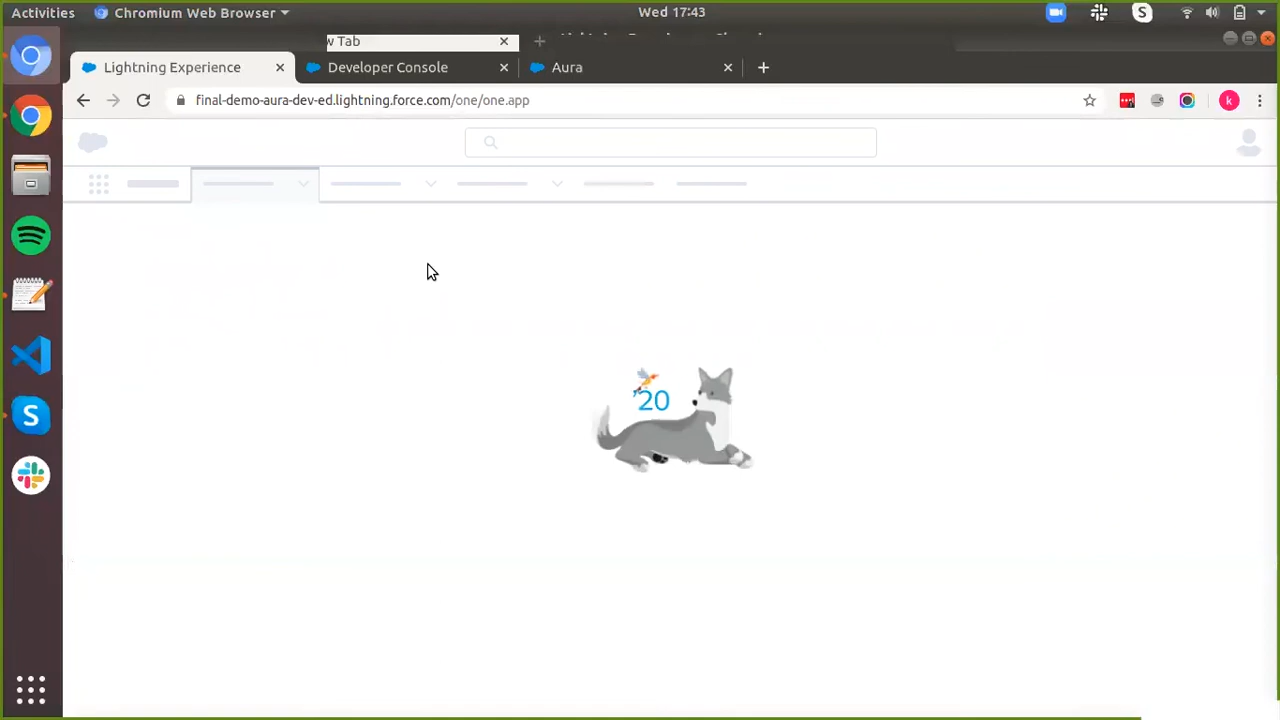 Activities
Chromium Web Browser
Wed 17:43
w Tab
Lightning Experience
Developer Console
Aura
final-demo-aura-dev-ed.lightning.force.com/one/one.app
k
'20